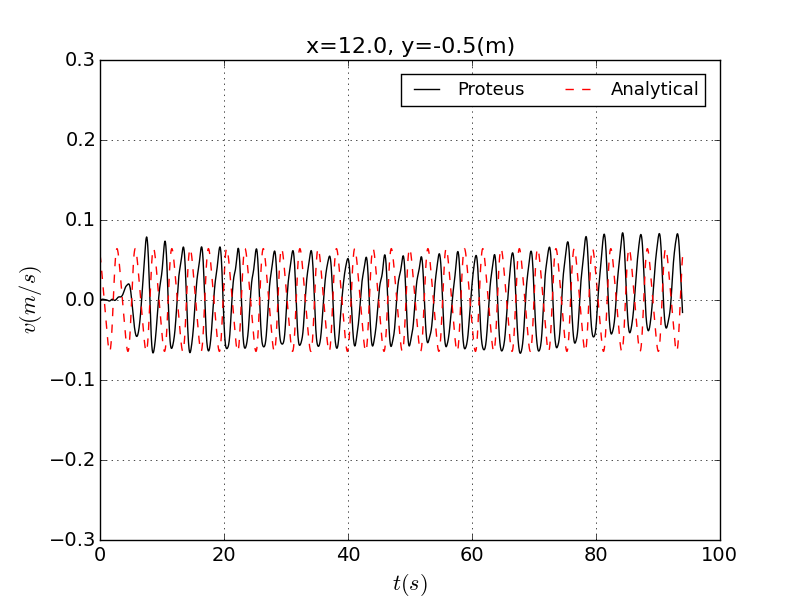 x=12.0, y=-0.5(m)
Proteus Analytical
0.3
0.2
0.1
0.0
−0.1
−0.2
−0.3
v(m/s)
0 20 40 60 80 100
t(s)